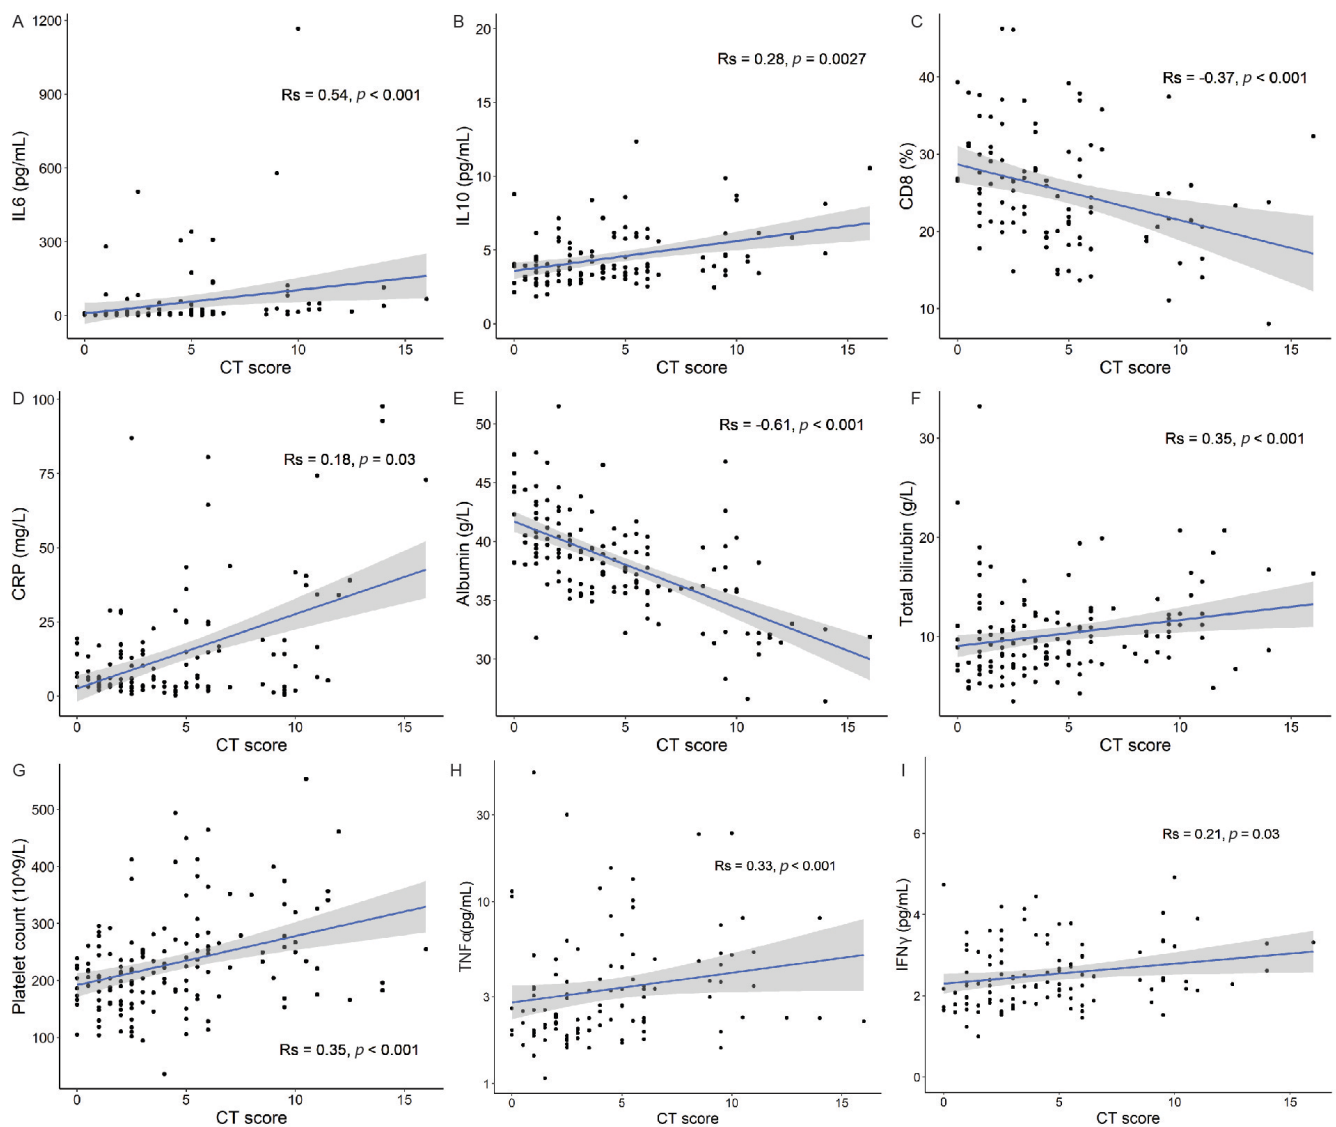 A
1200
900
600
300
0
IL6 (pg/mL)
Rs = 0.54, p < 0.001
0 5 10 15
CT score
B
20
15
10
5
0
IL10 (pg/mL)
Rs = 0.28, p = 0.0027
0 5 10 15
CT score
C
40
30
20
10
CD8 (%)
Rs = -0.37, p < 0.001
0 5 10 15
CT score
D
100
75
50
25
0
CRP (mg/L)
Rs = 0.18, p = 0.03
0 5 10 15
CT score
E
50
45
40
35
30
Albumin (g/L)
Rs = -0.61, p < 0.001
0 5 10 15
CT score
F
30
20
10
Total bilirubin (g/L)
Rs = 0.35, p < 0.001
0 5 10 15
CT score
G
500
400
300
200
100
Platelet count (10^9/L)
Rs = 0.35, p < 0.001
0 5 10 15
CT score
H
30
10
3
1
TNFα(pg/mL)
Rs = 0.33, p < 0.001
0 5 10 15
CT score
I
6
4
2
0
IFNγ (pg/mL)
Rs = 0.21, p = 0.03
0 5 10 15
CT score